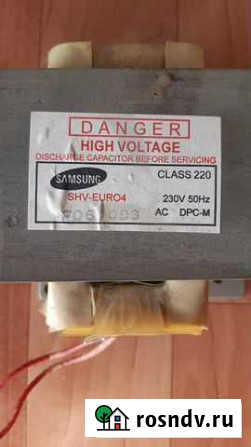 DANGER
HIGH VOLTAGE
DISCHARGE CAPACITOR BEFORE SERVICING
SAMSUNG
CLASS 220
SHV-EURO4
230V 50Hz
AC DPC-M
rosndv.ru